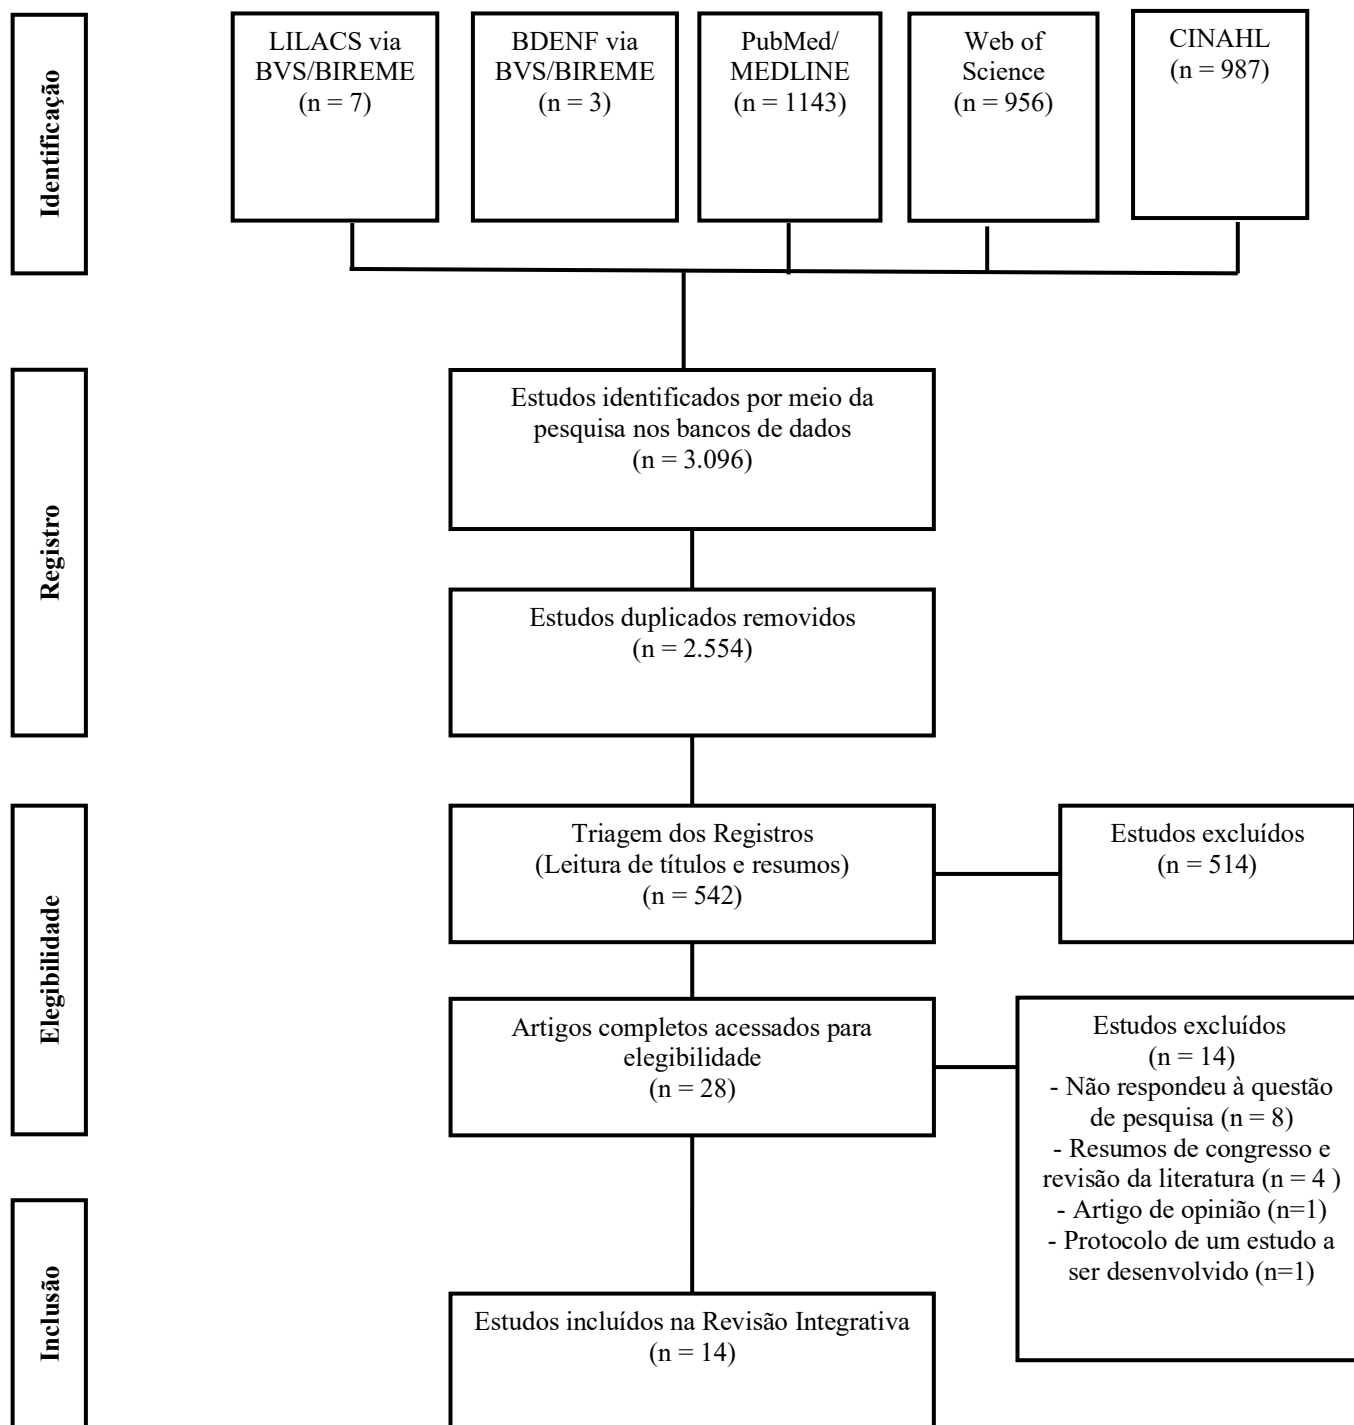 Identificação
LILACS via
BVS/BIREME
(n = 7)
BDENF via
BVS/BIREME
(n = 3)
PubMed/
MEDLINE
(n = 1143)
Web of
Science
(n = 956)
CINAHL
(n = 987)
Registro
Estudos identificados por meio da
pesquisa nos bancos de dados
(n = 3.096)
Estudos duplicados removidos
(n = 2.554)
Elegibilidade
Triagem dos Registros
(Leitura de títulos e resumos)
(n = 542)
Estudos excluídos
(n = 514)
Artigos completos acessados para
elegibilidade
(n = 28)
Estudos excluídos
(n = 14)
- Não respondeu à questão
de pesquisa (n = 8)
- Resumos de congresso e
revisão da literatura (n = 4 )
- Artigo de opinião (n=1)
- Protocolo de um estudo a
ser desenvolvido (n=1)
Inclusão
Estudos incluídos na Revisão Integrativa
(n = 14)